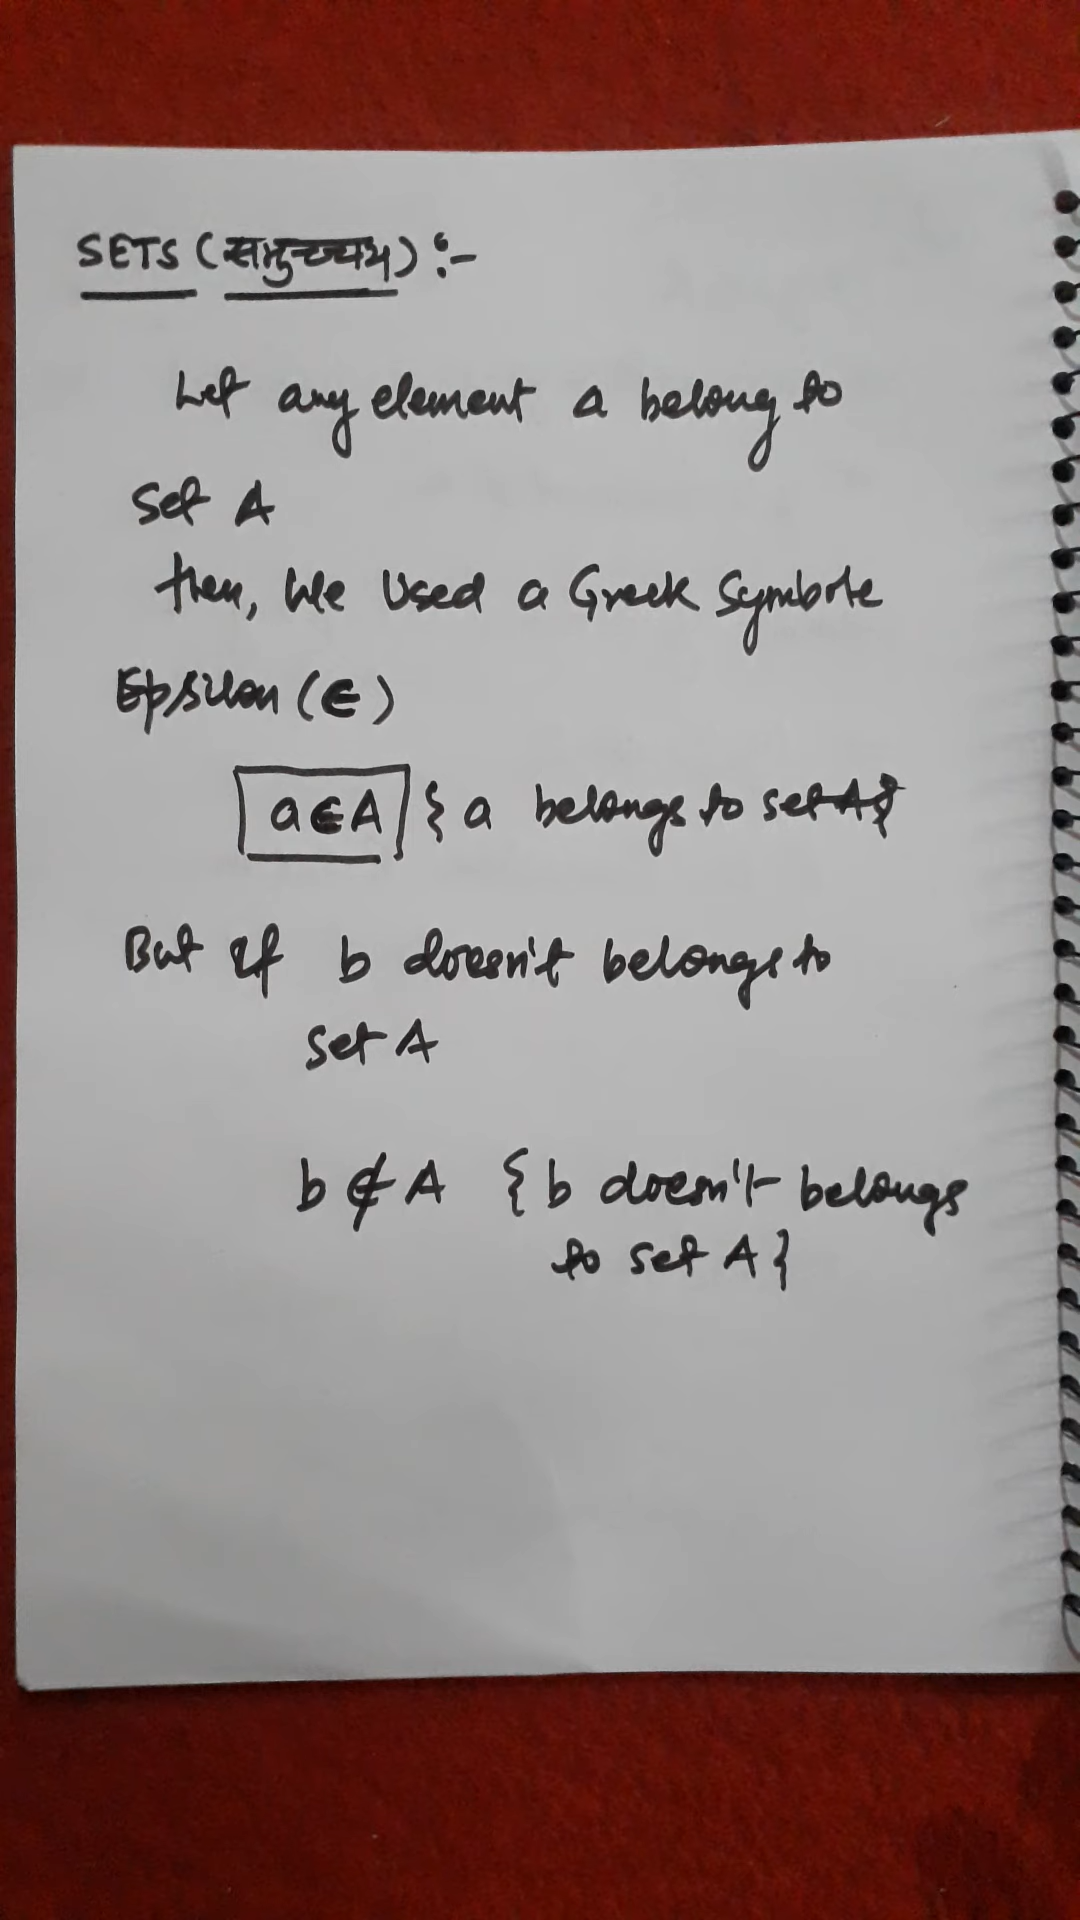 SETS (समुच्चय) :-
Let any element a belong to
Set A
then, We Used a Greek Symbole
Epsilon (∈)
a∈A { a belongs to set A}
But if b doesn't belongs to
set A
b ∉ A { b doesn't belongs
to set A }